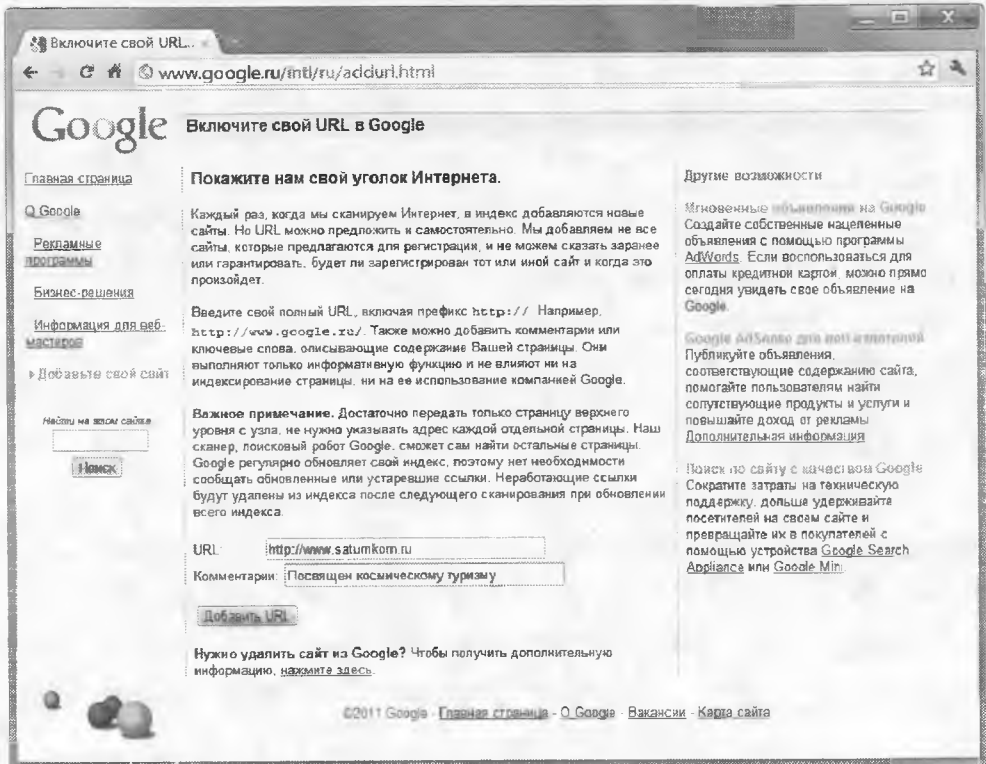 Включите свой URL...
www.google.ru/intl/ru/addurl.html
Google
Включите свой URL в Google
Главная страница
О Google
Рекламные
программы
Бизнес-решения
Информация для веб-
мастеров
Добавьте свой сайт
Найти на этом сайте
Поиск
Покажите нам свой уголок Интернета.
Каждый раз, когда мы сканируем Интернет, в индекс добавляются новые
сайты. Но URL можно предложить и самостоятельно. Мы добавляем не все
сайты, которые предлагаются для регистрации, и не можем сказать заранее
или гарантировать, будет ли зарегистрирован тот или иной сайт и когда это
произойдет.
Введите свой полный URL, включая префикс http:// Например,
http://www.google.ru/. Также можно добавить комментарии или
ключевые слова, описывающие содержание Вашей страницы. Они
выполняют только информативную функцию и не влияют ни на
индексирование страницы, ни на ее использование компанией Google.
Важное примечание. Достаточно передать только страницу верхнего
уровня с узла, не нужно указывать адрес каждой отдельной страницы. Наш
сканер, поисковый робот Google, сможет сам найти остальные страницы.
Google регулярно обновляет свой индекс, поэтому нет необходимости
сообщать обновленные или устаревшие ссылки. Неработающие ссылки
будут удалены из индекса после следующего сканирования при обновлении
всего индекса.
URL: http://www.saturnkorn.ru
Комментарии: Посвящен космическому туризму
Добавить URL
Нужно удалить сайт из Google? Чтобы получить дополнительную
информацию, нажмите здесь.
Другие возможности
Мгновенные объявления на Google
Создайте собственные нацеленные
объявления с помощью программы
AdWords. Если воспользоваться для
оплаты кредитной картой, можно прямо
сегодня увидеть свое объявление на
Google.
Google AdSense для
Публикуйте объявления,
соответствующие содержанию сайта,
помогайте пользователям найти
сопутствующие продукты и услуги и
повышайте доход от рекламы
Дополнительная информация
Поиск по сайту с качеством Google
Сократите затраты на техническую
поддержку, дольше удерживайте
посетителей на своем сайте и
превращайте их в покупателей с
помощью устройства Google Search
Appliance или Google Mini.
©2011 Google - Главная страница - О Google - Вакансии - Карта сайта